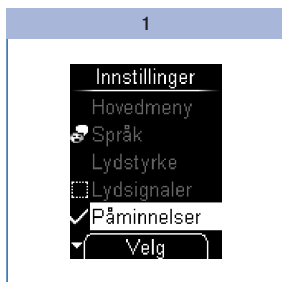 1
Innstillinger
Hovedmeny
Språk
Lydstyrke
Lydsignaler
Påminnelser
Velg